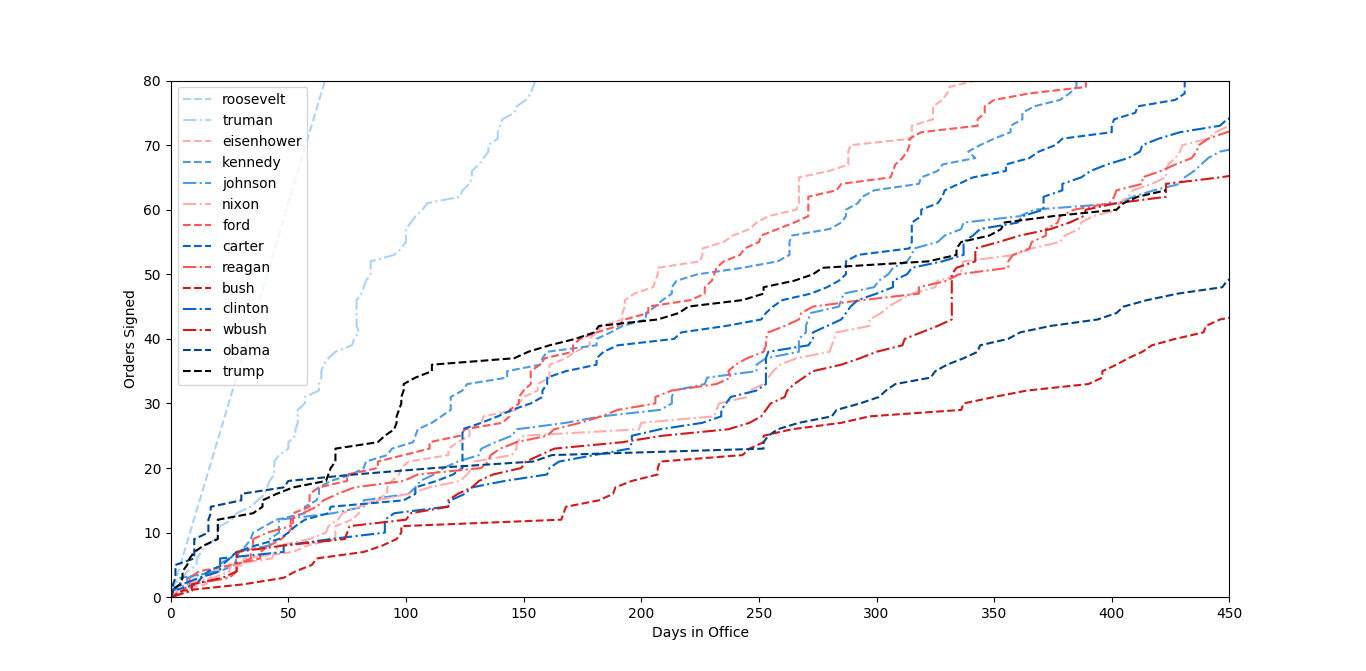 80
70
60
50
40
30
20
10
0
Orders Signed
roosevelt
truman
eisenhower
kennedy
johnson
nixon
ford
carter
reagan
bush
clinton
wbush
obama
trump
0 50 100 150 200 250 300 350 400 450
Days in Office